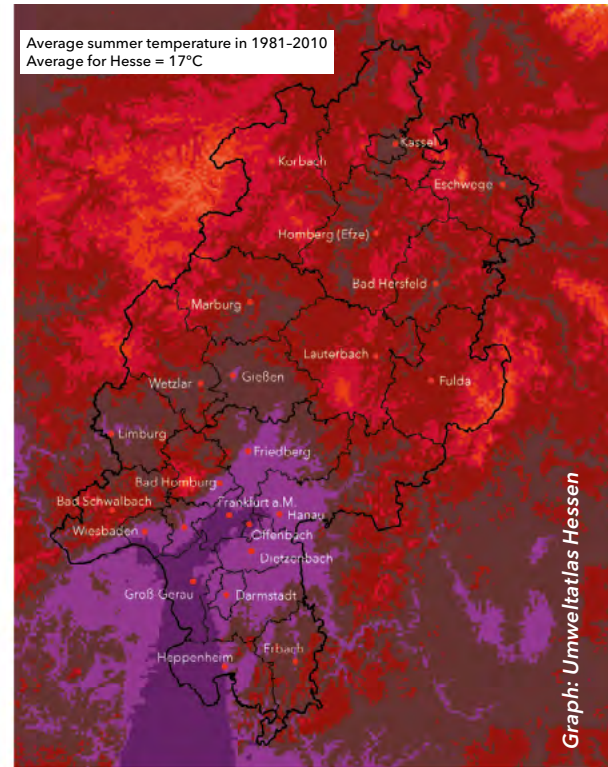 Average summer temperature in 1981–2010
Average for Hesse = 17°C
Kassel
Korbach
Eschwege
Homberg (Efze)
Bad Hersfeld
Marburg
Lauterbach
Gießen
Wetzlar
Fulda
Limburg
Friedberg
Bad Homburg
Bad Schwalbach
Frankfurt a.M.
Hanau
Wiesbaden
Offenbach
Dietzenbach
Groß Gerau
Darmstadt
Erbach
Heppenheim
Graph: Umweltatlas Hessen